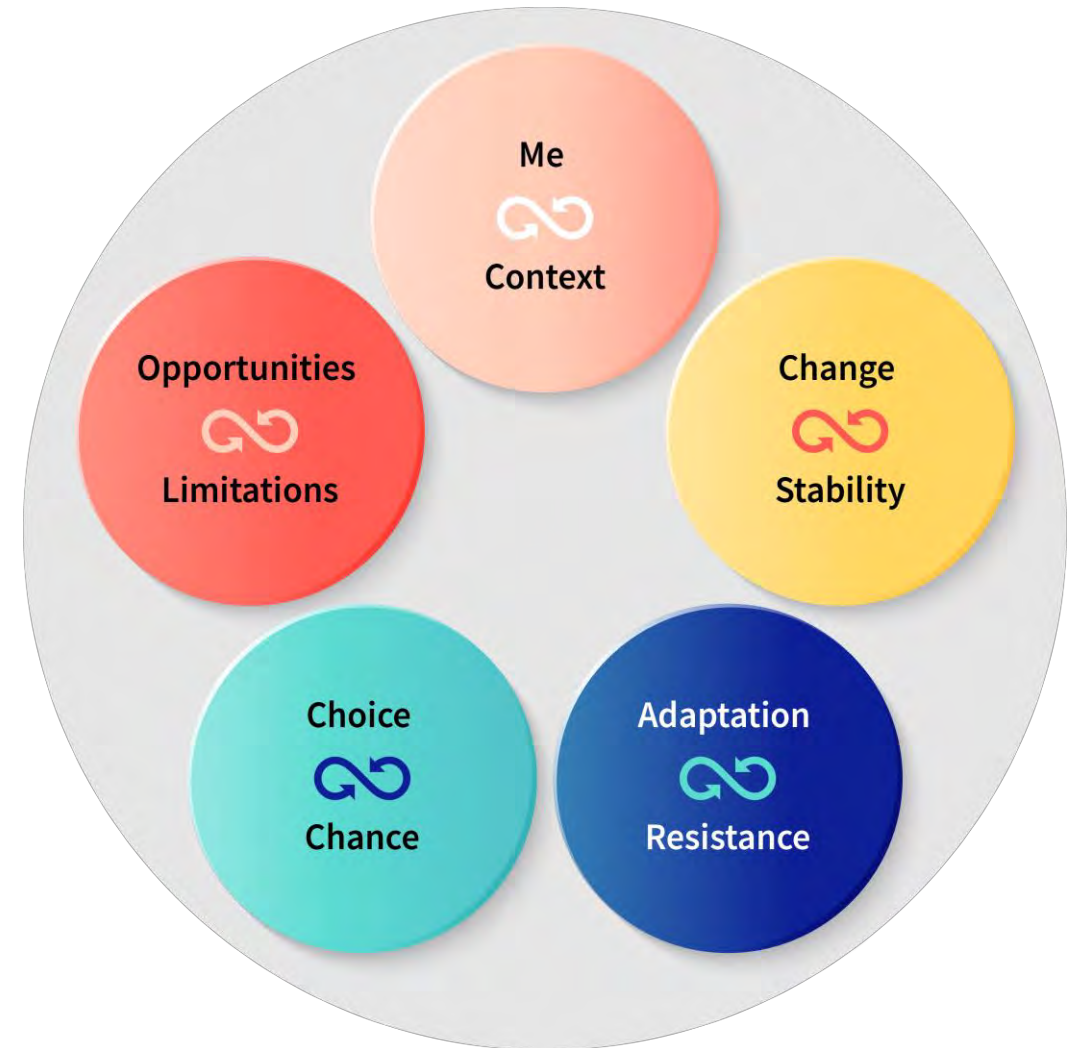 Me
Context
Change
Stability
Adaptation
Resistance
Choice
Chance
Opportunities
Limitations